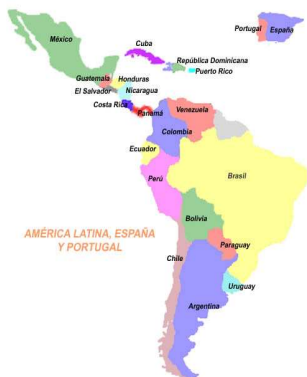 Portugal
España
México
Cuba
República Dominicana
Puerto Rico
Guatemala
Honduras
El Salvador
Nicaragua
Costa Rica
Panamá
Venezuela
Colombia
Ecuador
Brasil
Perú
Bolivia
AMÉRICA LATINA, ESPAÑA
Y PORTUGAL
Paraguay
Chile
Uruguay
Argentina